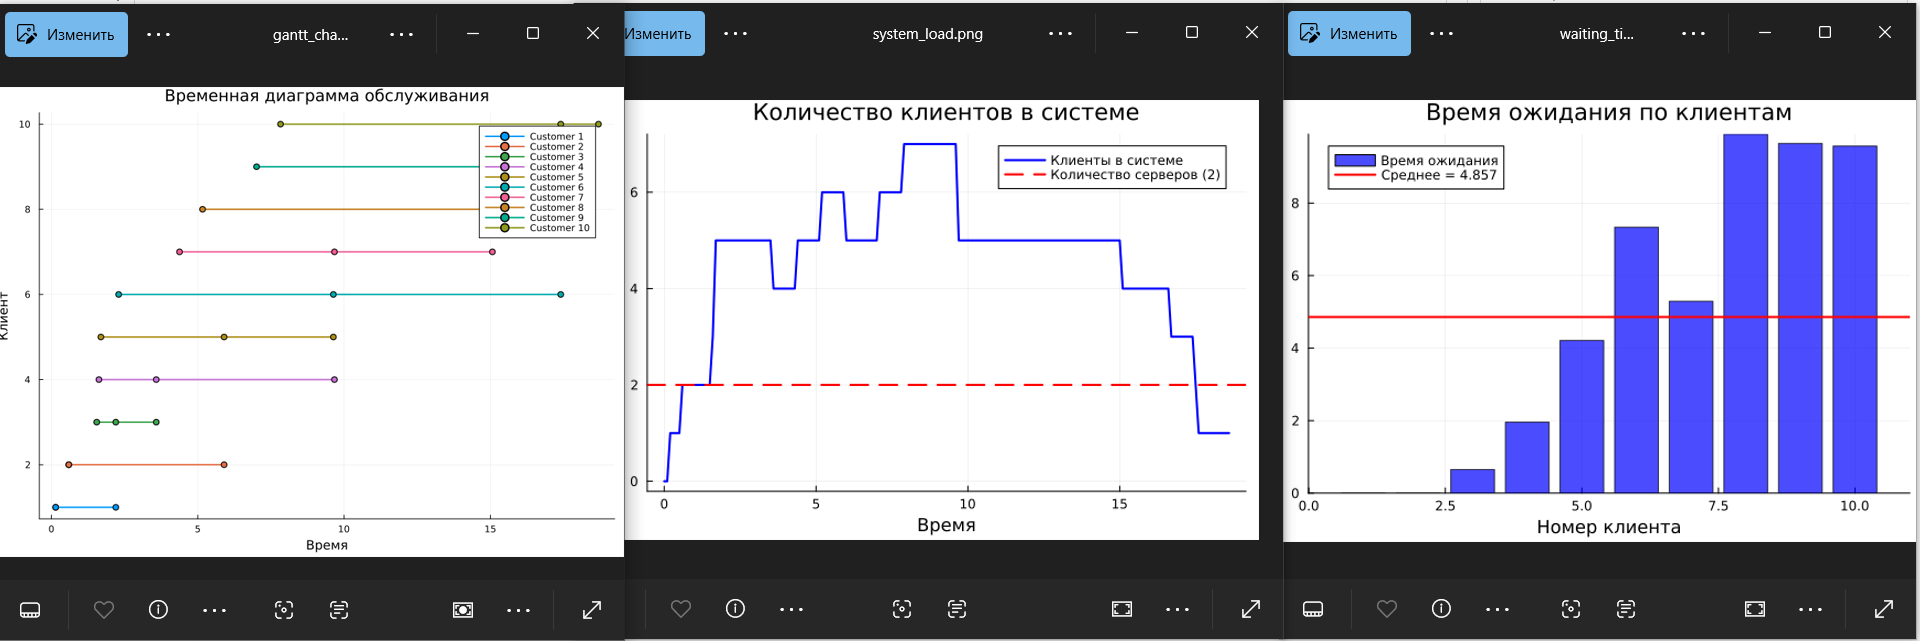 Изменить
gantt_cha...
Временная диаграмма обслуживания
Клиент
10
8
6
4
2
Customer 1
Customer 2
Customer 3
Customer 4
Customer 5
Customer 6
Customer 7
Customer 8
Customer 9
Customer 10
0 5 10 15
Время
Изменить
system_load.png
Количество клиентов в системе
6
4
2
0
Клиенты в системе
Количество серверов (2)
0 5 10 15
Время
Изменить
waiting_ti...
Время ожидания по клиентам
8
6
4
2
0
Время ожидания
Среднее = 4.857
0.0 2.5 5.0 7.5 10.0
Номер клиента